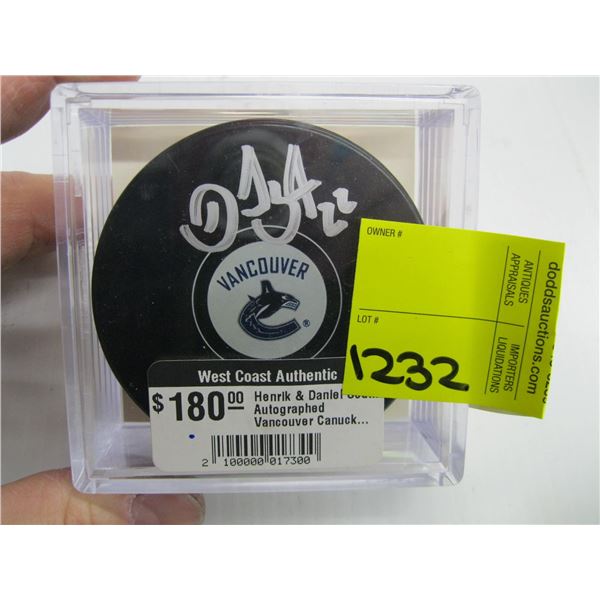 22
VANCOUVER
®
OWNER #
LOT #
1232
ANTIQUES
APPRAISALS
IMPORTERS
LIQUIDATIONS
doddsauctions.com
West Coast Authentic
$180.00
Henrik & Daniel
Autographed
Vancouver Canuck...
2 100000 017300